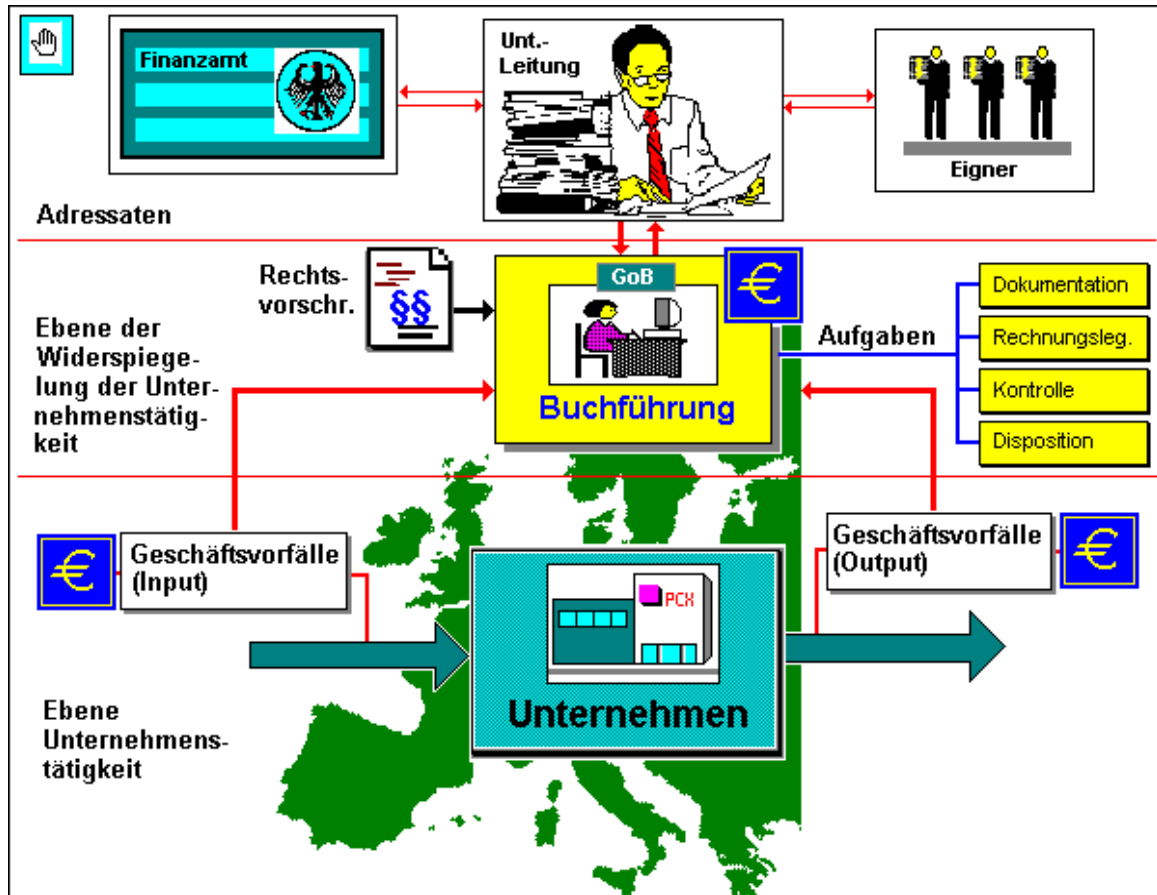 Finanzamt
Unt.-
Leitung
Eigner
Adressaten
Rechts-
vorschr.
§§
GoB
€
Buchführung
Aufgaben
Dokumentation
Rechnungsleg.
Kontrolle
Disposition
Ebene der
Widerspiege-
lung der Unter-
nehmenstätig-
keit
€
Geschäftsvorfälle
(Input)
Geschäftsvorfälle
(Output)
€
PCX
Unternehmen
Ebene
Unternehmens-
tätigkeit